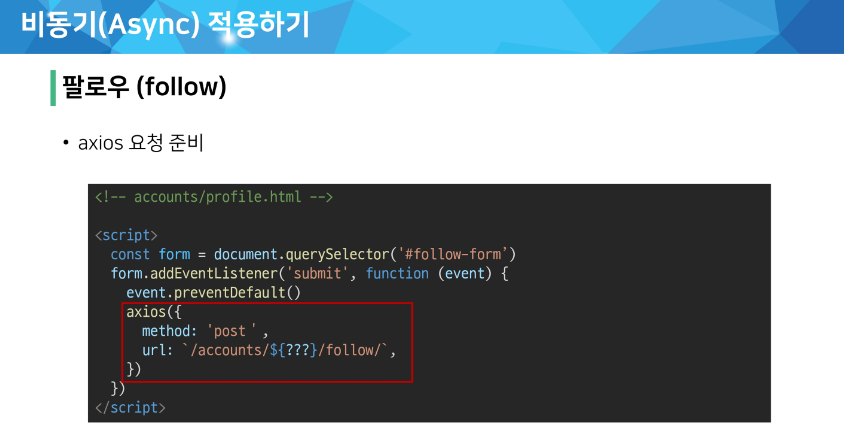 비동기(Async) 적용하기
팔로우 (follow)
• axios 요청 준비
<!-- accounts/profile.html -->
<script>
const form = document.querySelector('#follow-form’)
form.addEventListener('submit', function (event) {
event.preventDefault()
axios({
method: 'post＇,
url: `/accounts/${???}/follow/`,
})
})
</script>